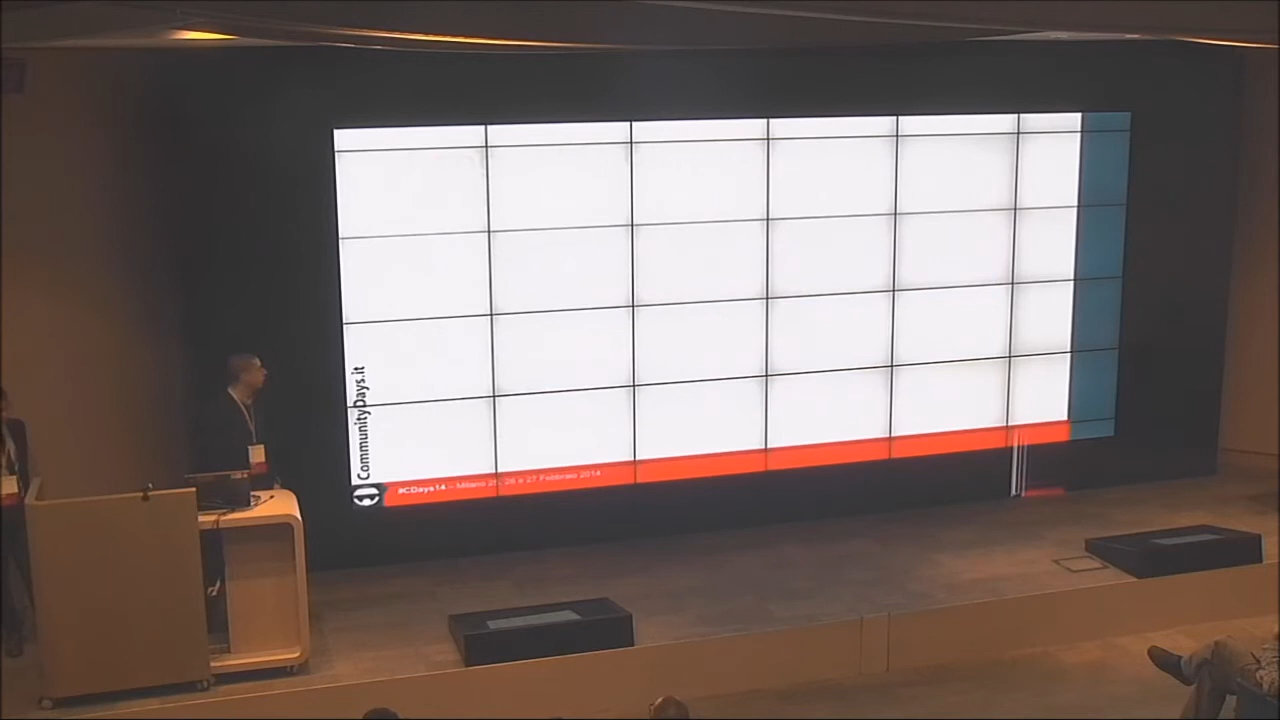 CommunityDays.it
#CDays14 – Milano 25, 26 e 27 Febbraio 2014